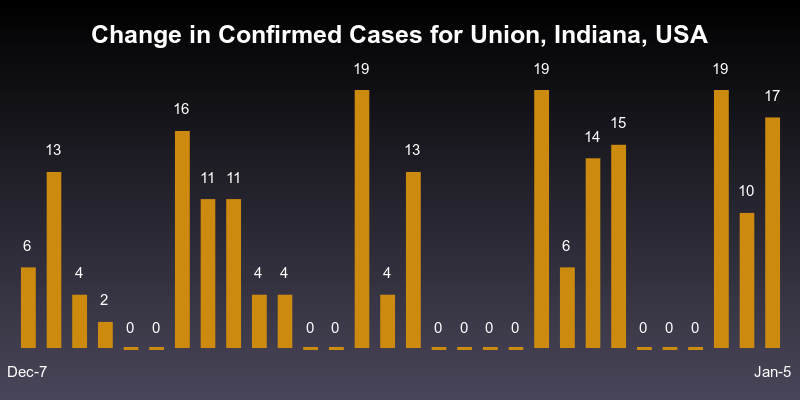 Change in Confirmed Cases for Union, Indiana, USA
6 13 4 2 0 0 16 11 11 4 4 0 0 19 4 13 0 0 0 0 19 6 14 15 0 0 0 19 10 17
Dec-7 Jan-5